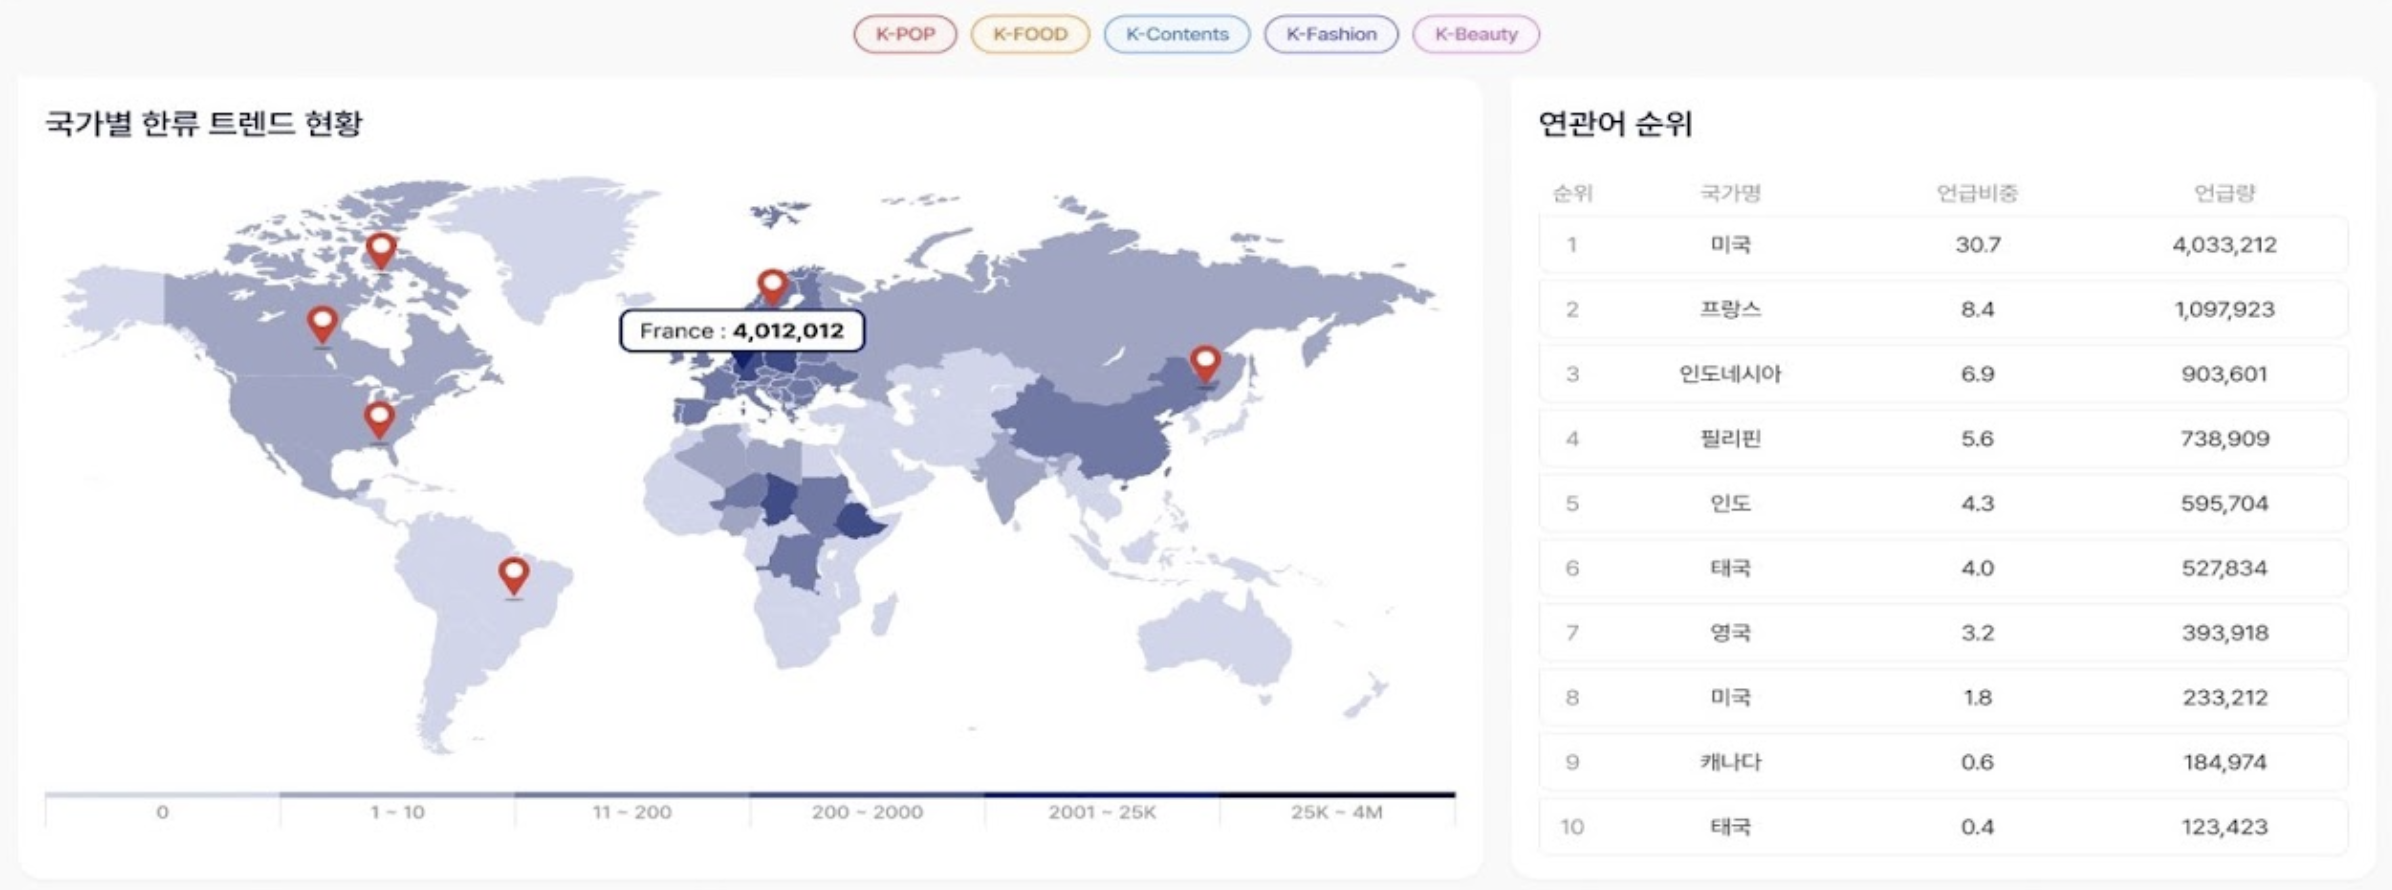 K-POP K-FOOD K-Contents K-Fashion K-Beauty
국가별 한류 트렌드 현황
France : 4,012,012
0 1 ~ 10 11 ~ 200 200 ~ 2000 2001 ~ 25K 25K ~ 4M
연관어 순위
순위 국가명 언급비중 언급량
1 미국 30.7 4,033,212
2 프랑스 8.4 1,097,923
3 인도네시아 6.9 903,601
4 필리핀 5.6 738,909
5 인도 4.3 595,704
6 태국 4.0 527,834
7 영국 3.2 393,918
8 미국 1.8 233,212
9 캐나다 0.6 184,974
10 태국 0.4 123,423